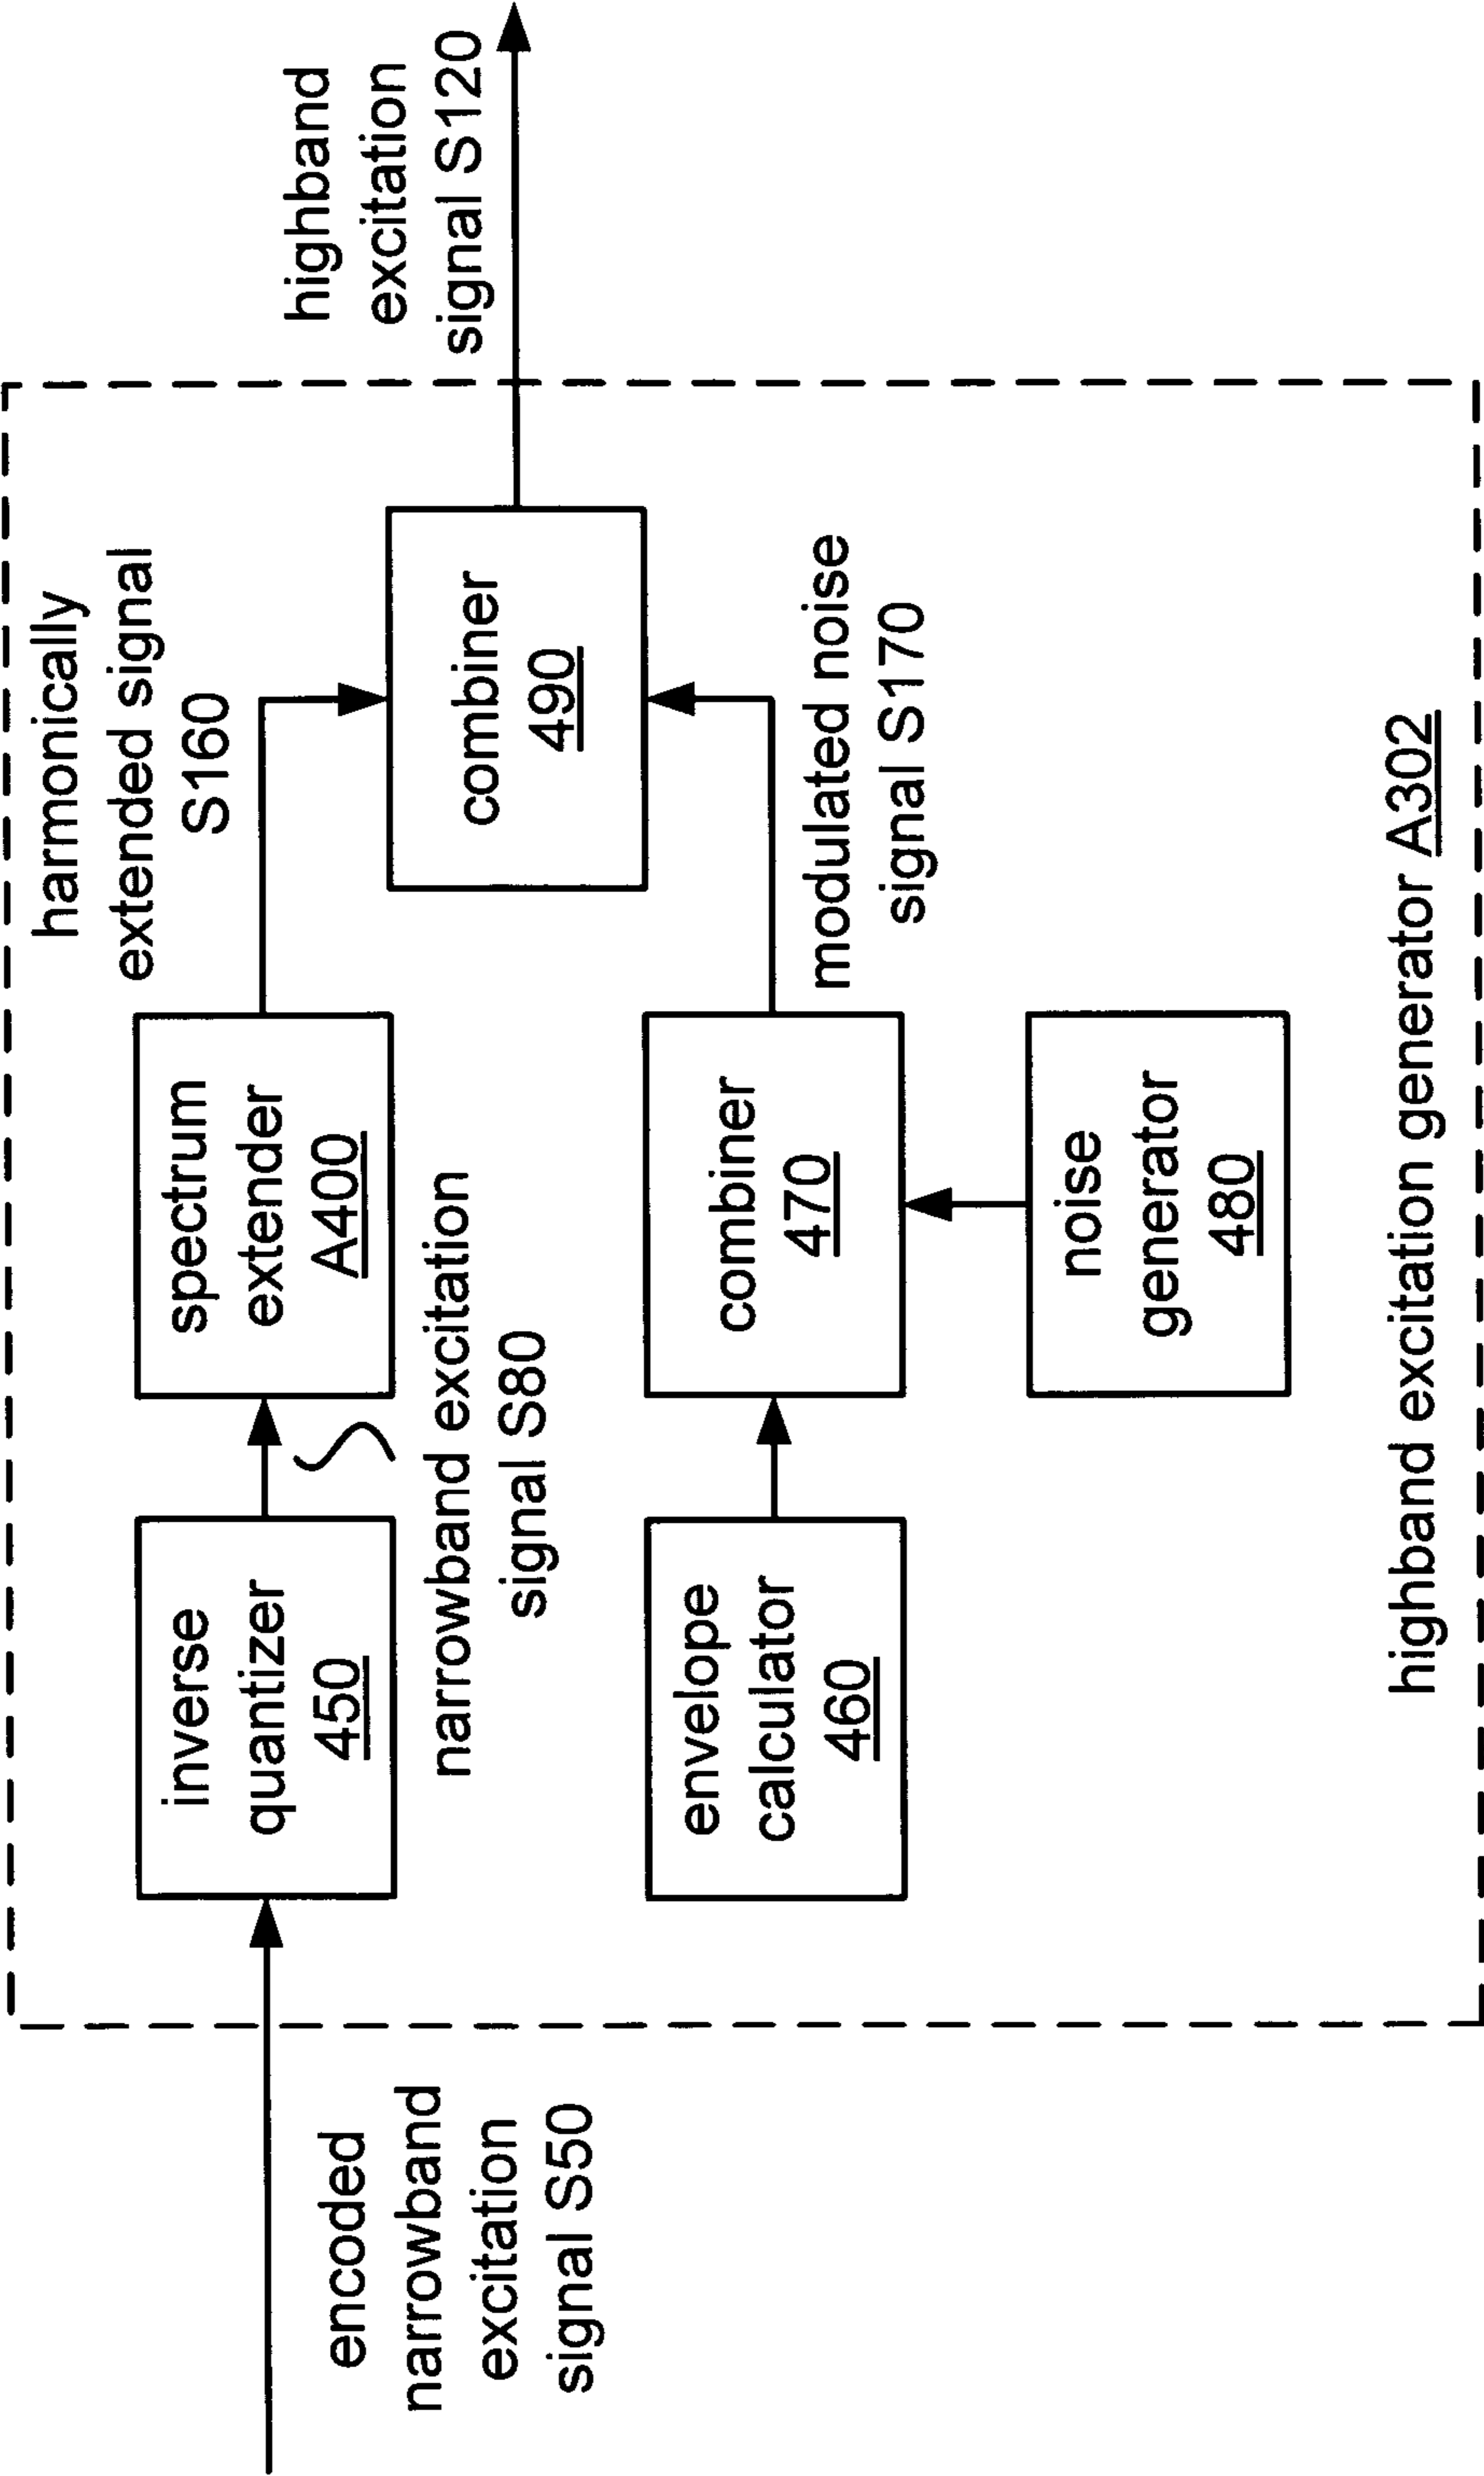 encoded
narrowband
excitation
signal S50
inverse
quantizer
450
narrowband excitation
signal S80
spectrum
extender
A400
harmonically
extended signal
S160
envelope
calculator
460
combiner
470
noise
generator
480
modulated noise
signal S170
combiner
490
highband
excitation
signal S120
highband excitation generator A302